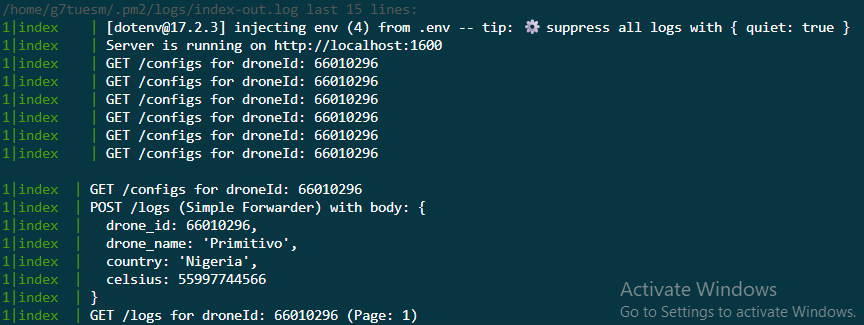 /home/g7tuesm/.pm2/logs/index-out.log last 15 lines:
1|index    | [dotenv@17.2.3] injecting env (4) from .env -- tip: ⚙️ suppress all logs with { quiet: true }
1|index    | Server is running on http://localhost:1600
1|index    | GET /configs for droneId: 66010296
1|index    | GET /configs for droneId: 66010296
1|index    | GET /configs for droneId: 66010296
1|index    | GET /configs for droneId: 66010296
1|index    | GET /configs for droneId: 66010296
1|index    | GET /configs for droneId: 66010296
1|index  | GET /configs for droneId: 66010296
1|index  | POST /logs (Simple Forwarder) with body: {
1|index  |   drone_id: 66010296,
1|index  |   drone_name: 'Primitivo',
1|index  |   country: 'Nigeria',
1|index  |   celsius: 55997744566
1|index  | }
1|index  | GET /logs for droneId: 66010296 (Page: 1)
Activate Windows
Go to Settings to activate Windows.